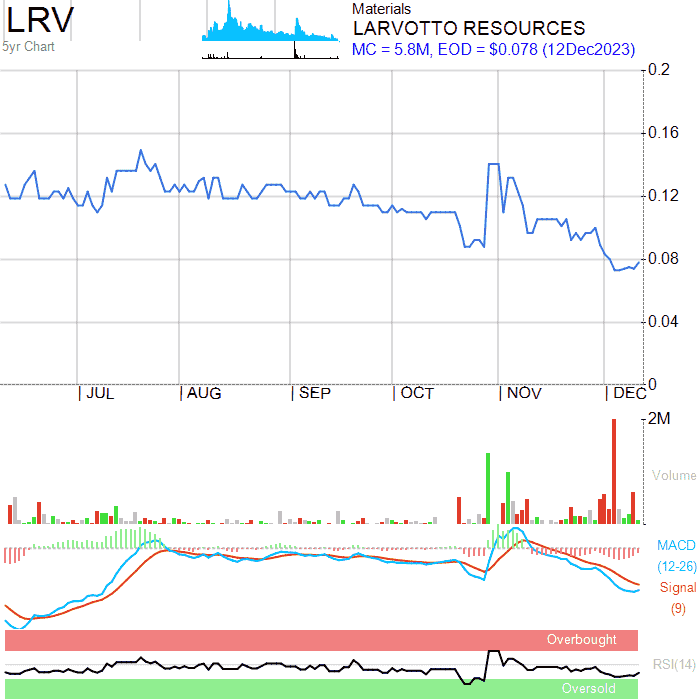 LRV
5yr Chart
Materials
LARVOTTO RESOURCES
MC = 5.8M, EOD = $0.078 (12Dec2023)
0.2
0.16
0.12
0.08
0.04
0
JUL AUG SEP OCT NOV DEC
2M
Volume
MACD
(12-26)
Signal
(9)
Overbought
RSI(14)
Oversold